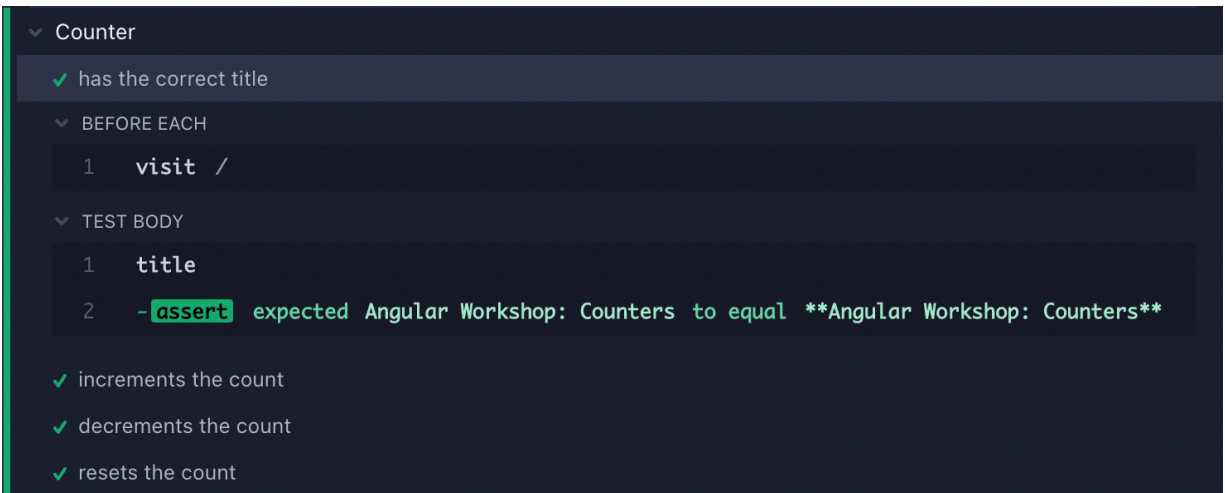 Counter
has the correct title
BEFORE EACH
1 visit /
TEST BODY
1 title
2 -assert expected Angular Workshop: Counters to equal **Angular Workshop: Counters**
increments the count
decrements the count
resets the count